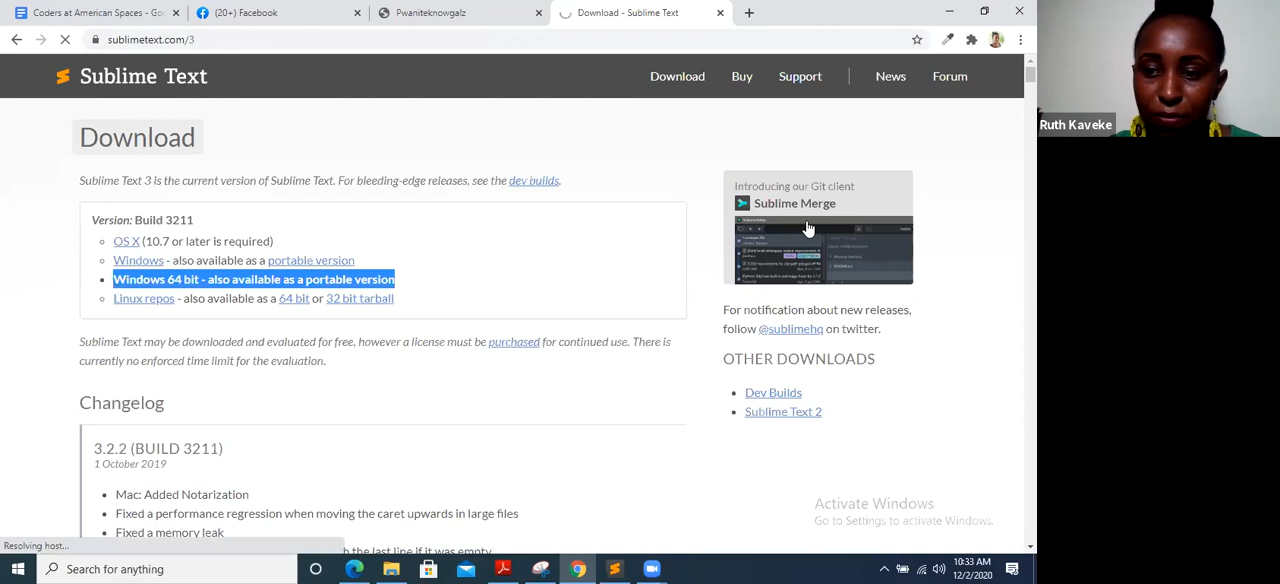 Coders at American Spaces - Goo
(20+) Facebook
Pwaniteknowgalz
Download - Sublime Text
sublimetext.com/3
Sublime Text
Download Buy Support News Forum
Ruth Kaveke
Download
Sublime Text 3 is the current version of Sublime Text. For bleeding-edge releases, see the dev builds.
Version: Build 3211
OS X (10.7 or later is required)
Windows - also available as a portable version
Windows 64 bit - also available as a portable version
Linux repos - also available as a 64 bit or 32 bit tarball
Sublime Text may be downloaded and evaluated for free, however a license must be purchased for continued use. There is
currently no enforced time limit for the evaluation.
Introducing our Git client
Sublime Merge
For notification about new releases,
follow @sublimehq on twitter.
OTHER DOWNLOADS
Dev Builds
Sublime Text 2
Changelog
3.2.2 (BUILD 3211)
1 October 2019
Mac: Added Notarization
Fixed a performance regression when moving the caret upwards in large files
Fixed a memory leak
the last line if it was empty
Activate Windows
Go to Settings to activate Windows.
Resolving host...
Search for anything
10:33 AM
12/2/2020